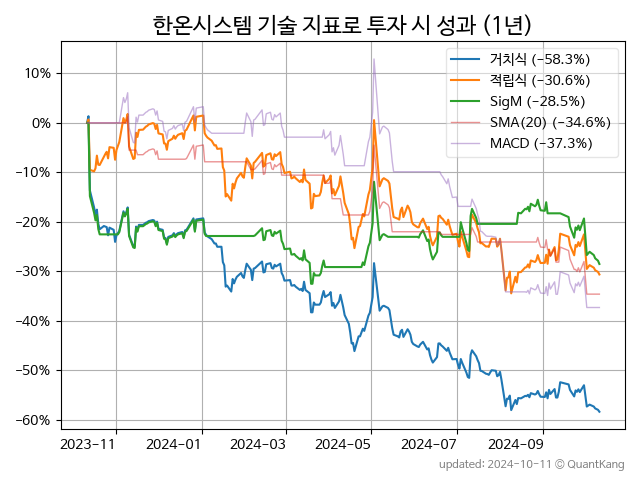 한온시스템 기술 지표로 투자 시 성과 (1년)
거치식 (−58.3%)
적립식 (−30.6%)
SigM (−28.5%)
SMA(20) (−34.6%)
MACD (−37.3%)
10%
0%
−10%
−20%
−30%
−40%
−50%
−60%
2023-11 2024-01 2024-03 2024-05 2024-07 2024-09
updated: 2024-10-11 © QuantKang